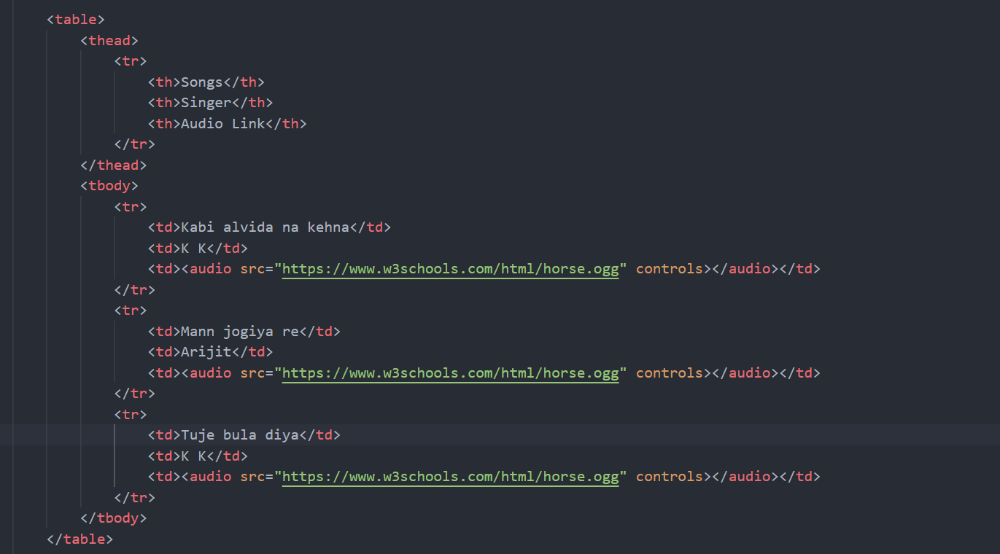 <table>
<thead>
<tr>
<th>Songs</th>
<th>Singer</th>
<th>Audio Link</th>
</tr>
</thead>
<tbody>
<tr>
<td>Kabi alvida na kehna</td>
<td>K K</td>
<td><audio src="https://www.w3schools.com/html/horse.ogg" controls></audio></td>
</tr>
<tr>
<td>Mann jogiya re</td>
<td>Arijit</td>
<td><audio src="https://www.w3schools.com/html/horse.ogg" controls></audio></td>
</tr>
<tr>
<td>Tuje bula diya</td>
<td>K K</td>
<td><audio src="https://www.w3schools.com/html/horse.ogg" controls></audio></td>
</tr>
</tbody>
</table>